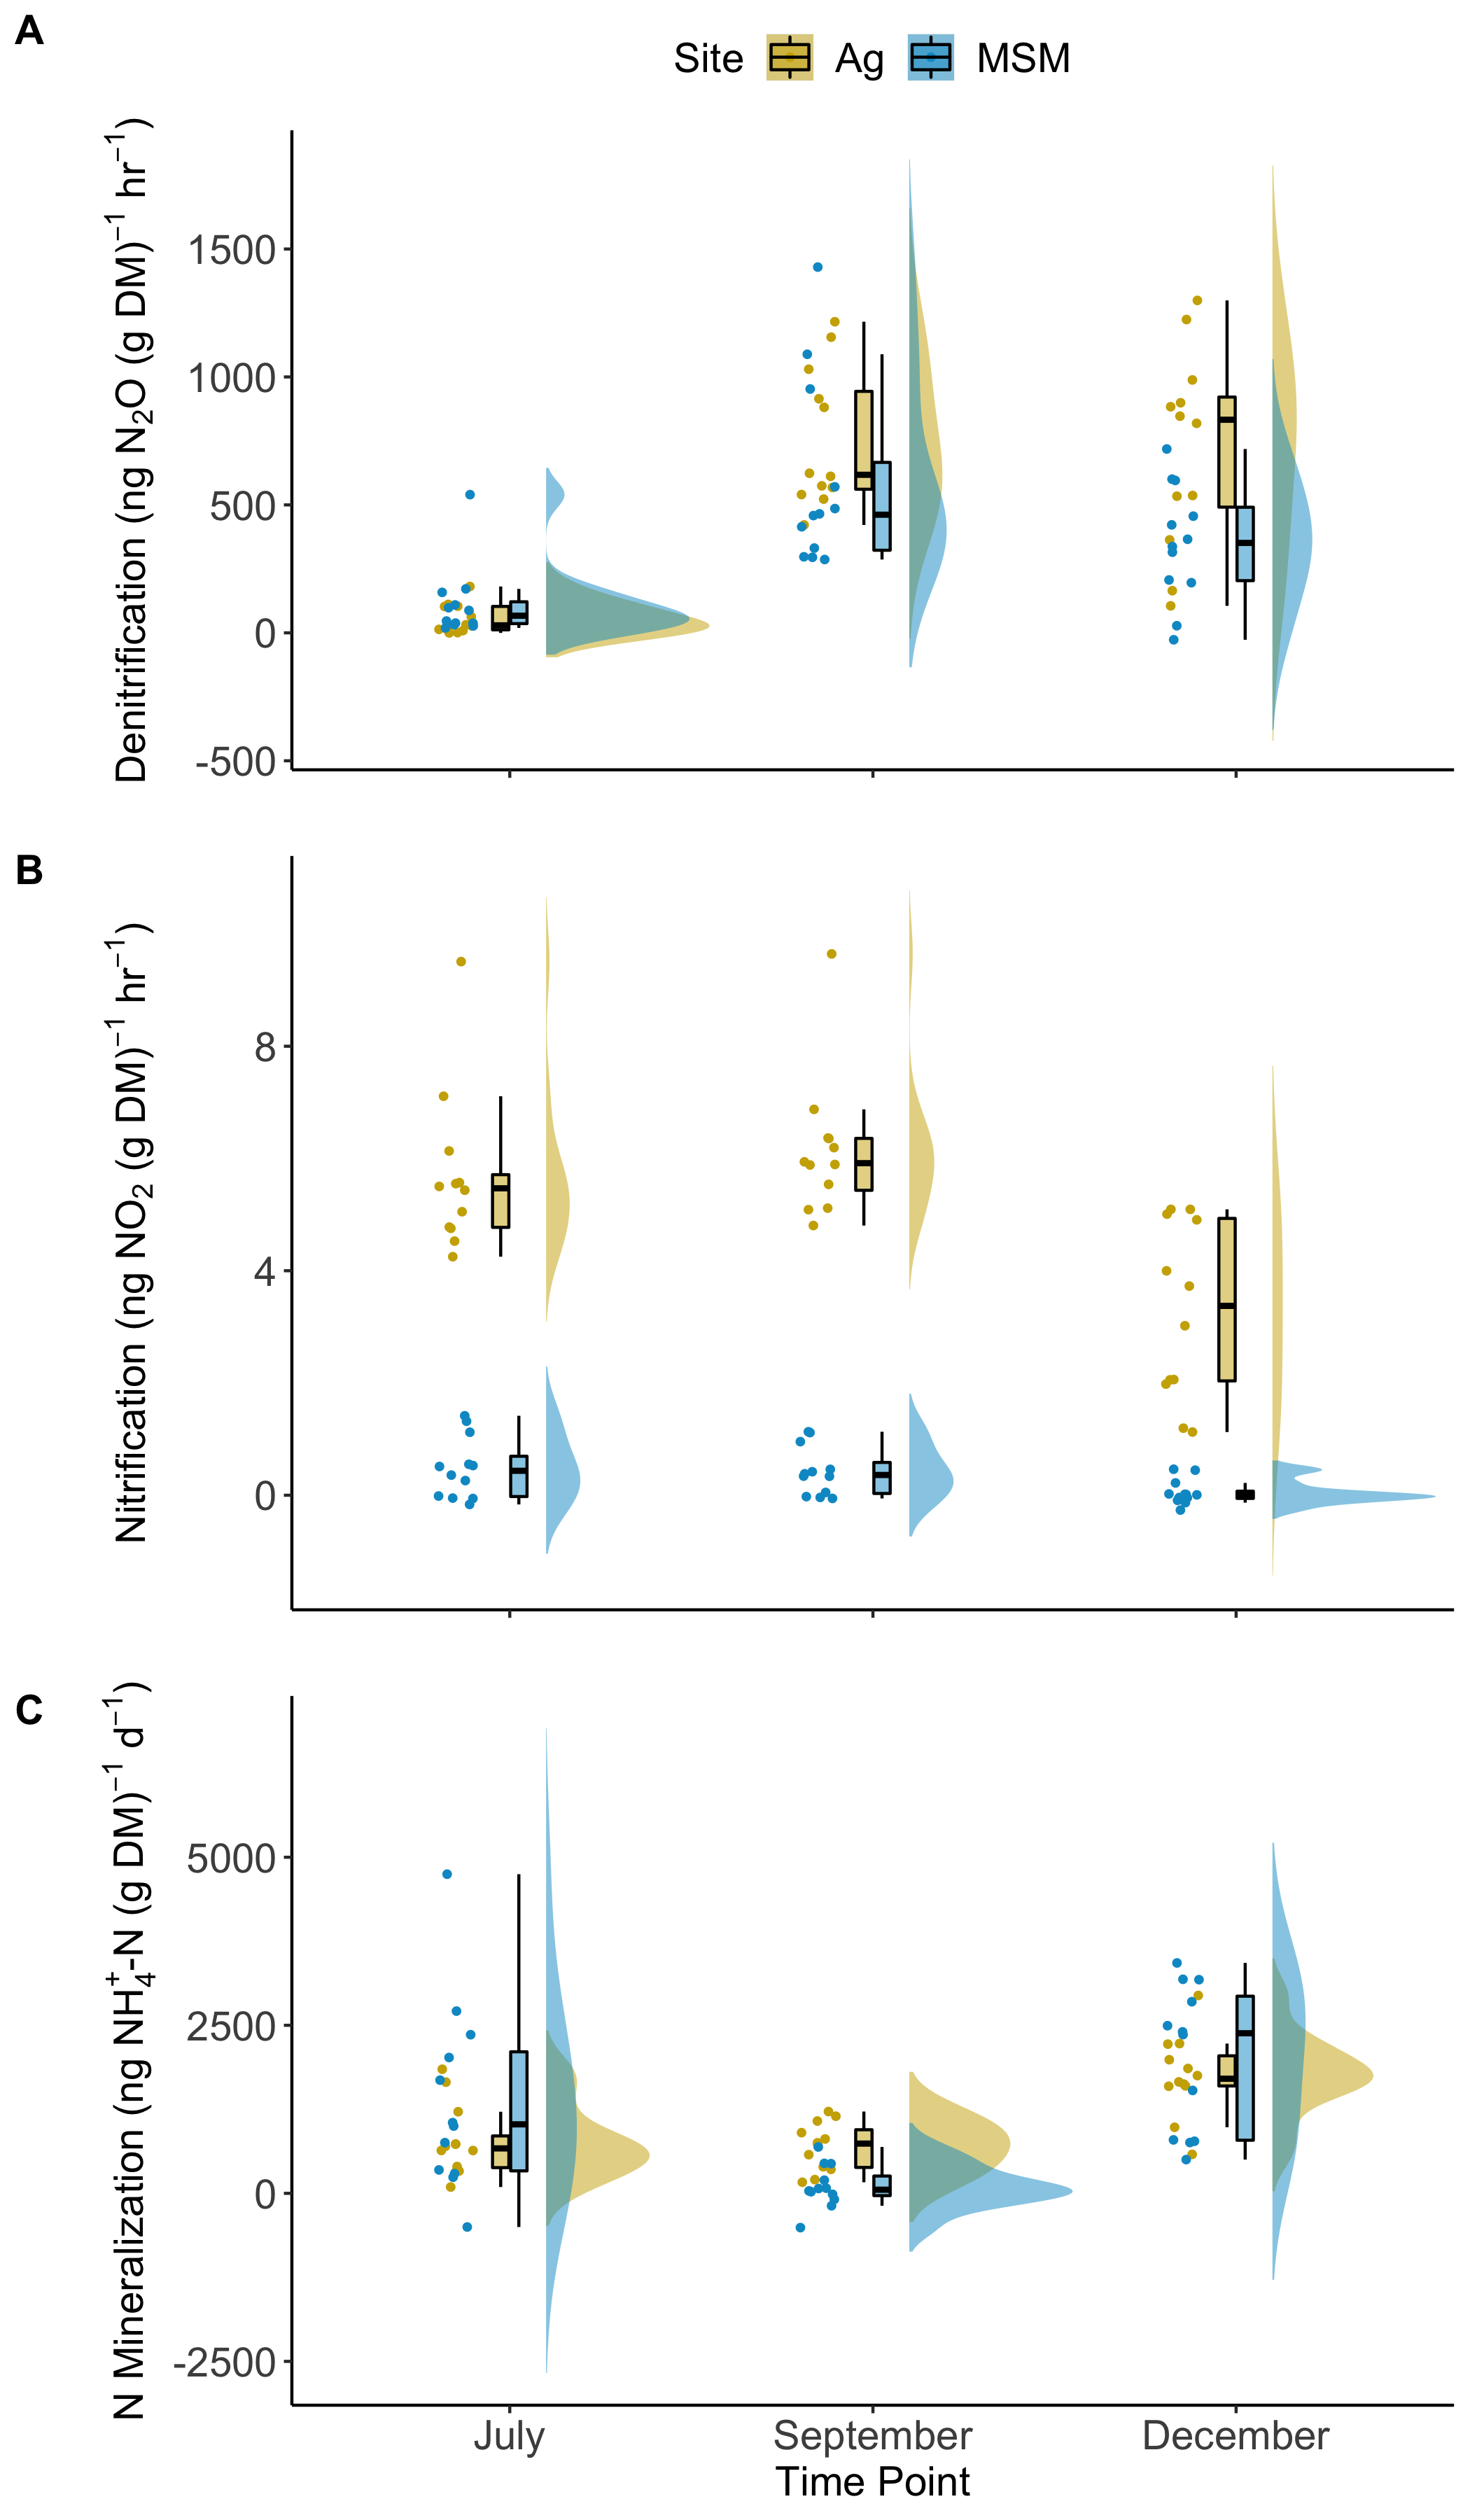 A
Site Ag MSM
Denitrification (ng N₂O (g DM)⁻¹ hr⁻¹)
1500
1000
500
0
-500
B
Nitrification (ng NO₂ (g DM)⁻¹ hr⁻¹)
8
4
0
C
N Mineralization (ng NH₄⁺-N (g DM)⁻¹ d⁻¹)
5000
2500
0
-2500
July September December
Time Point